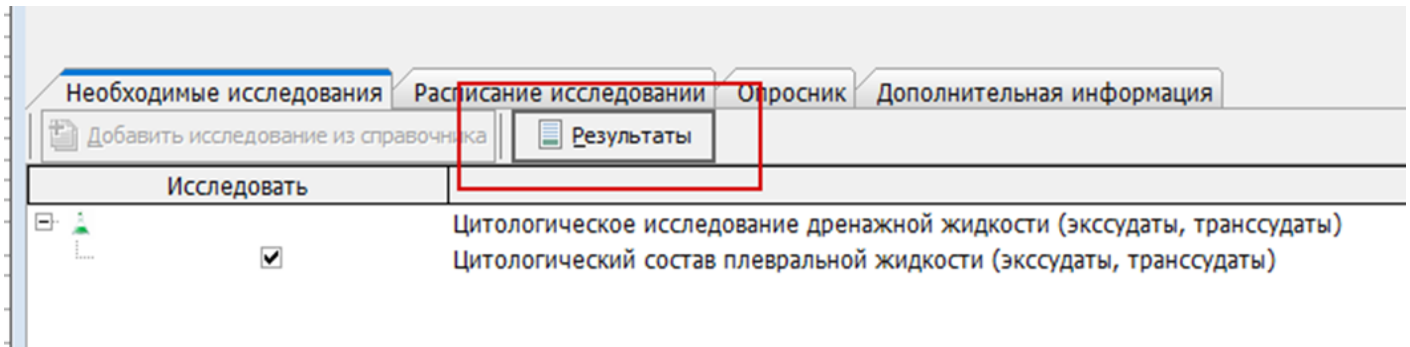 Необходимые исследования Расписание исследований Опросник Дополнительная информация
Добавить исследование из справочника Результаты
Исследовать
Цитологическое исследование дренажной жидкости (экссудаты, транссудаты)
Цитологический состав плевральной жидкости (экссудаты, транссудаты)